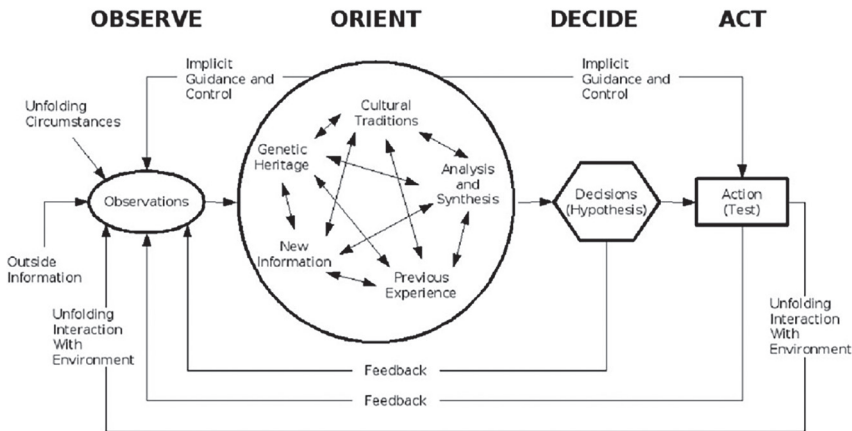 OBSERVE
ORIENT
DECIDE
ACT
Implicit
Guidance and
Control
Implicit
Guidance and
Control
Unfolding
Circumstances
Cultural
Traditions
Genetic
Heritage
Analysis
and
Synthesis
Observations
Decisions
(Hypothesis)
Action
(Test)
New
Information
Previous
Experience
Outside
Information
Unfolding
Interaction
With
Environment
Unfolding
Interaction
With
Environment
Feedback
Feedback